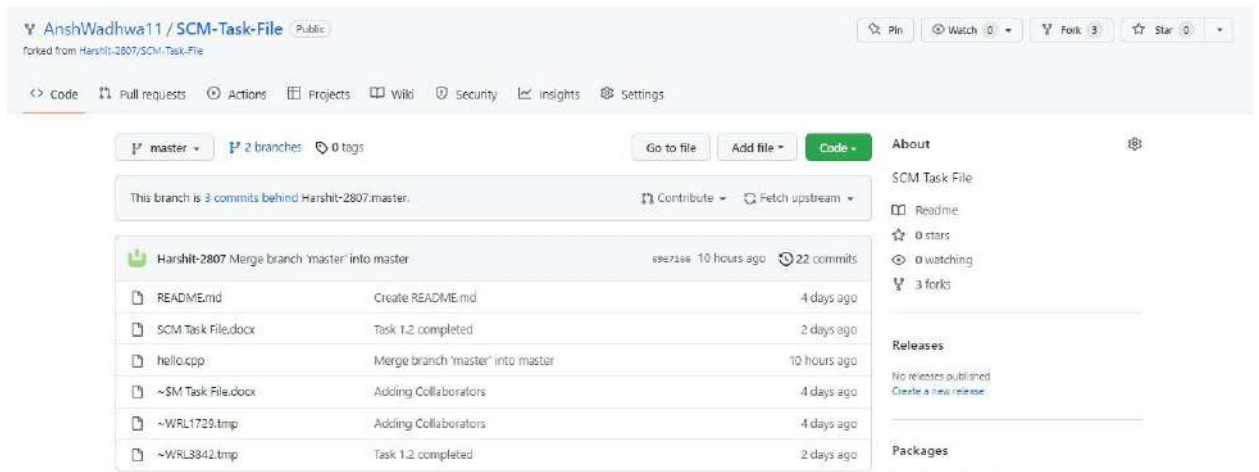 AnshWadhwa11 / SCM-Task-File Public
forked from Harshit-2807/SCM-Task-File
Pin Watch 0 Fork 3 Star 0
<> Code Pull requests Actions Projects Wiki Security Insights Settings
master 2 branches 0 tags Go to file Add file Code
This branch is 3 commits behind Harshit-2807:master. Contribute Fetch upstream
Harshit-2807 Merge branch 'master' into master 10 hours ago 22 commits
README.md Create README.md 4 days ago
SCM Task File.docx Task 1.2 completed 2 days ago
hello.cpp Merge branch 'master' into master 10 hours ago
~$M Task File.docx Adding Collaborators 4 days ago
~WRL1729.tmp Adding Collaborators 4 days ago
~WRL3842.tmp Task 1.2 completed 2 days ago
About
SCM Task File
Readme
0 stars
0 watching
3 forks
Releases
No releases published
Create a new release
Packages